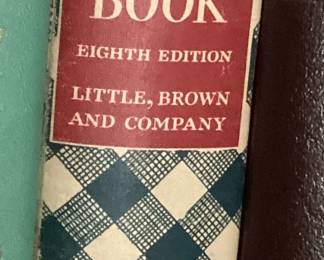 BOOK
EIGHTH EDITION
LITTLE, BROWN
AND COMPANY